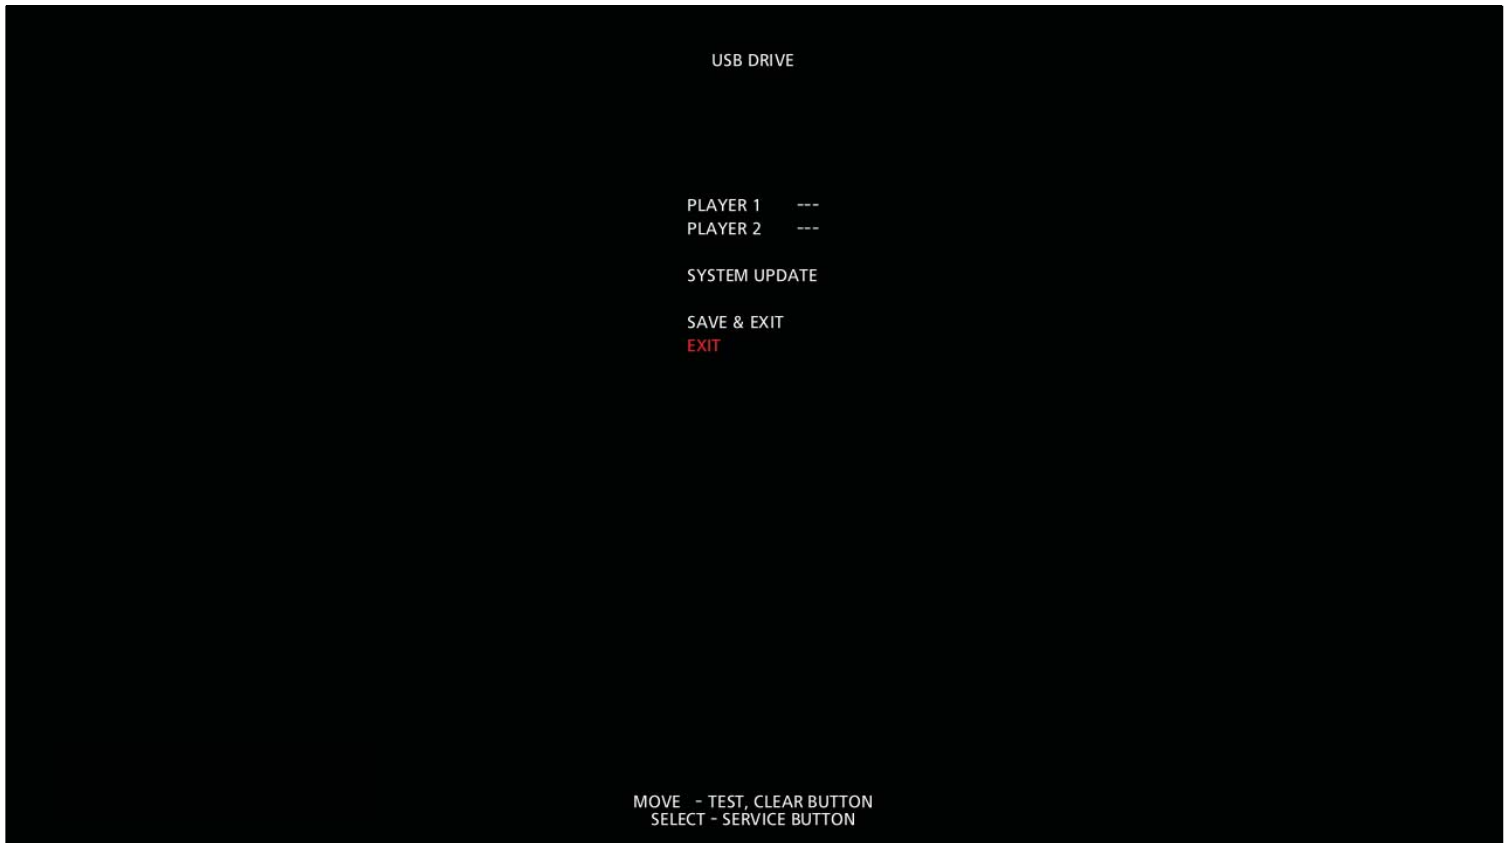 USB DRIVE
PLAYER 1 ---
PLAYER 2 ---
SYSTEM UPDATE
SAVE & EXIT
EXIT
MOVE - TEST, CLEAR BUTTON
SELECT - SERVICE BUTTON